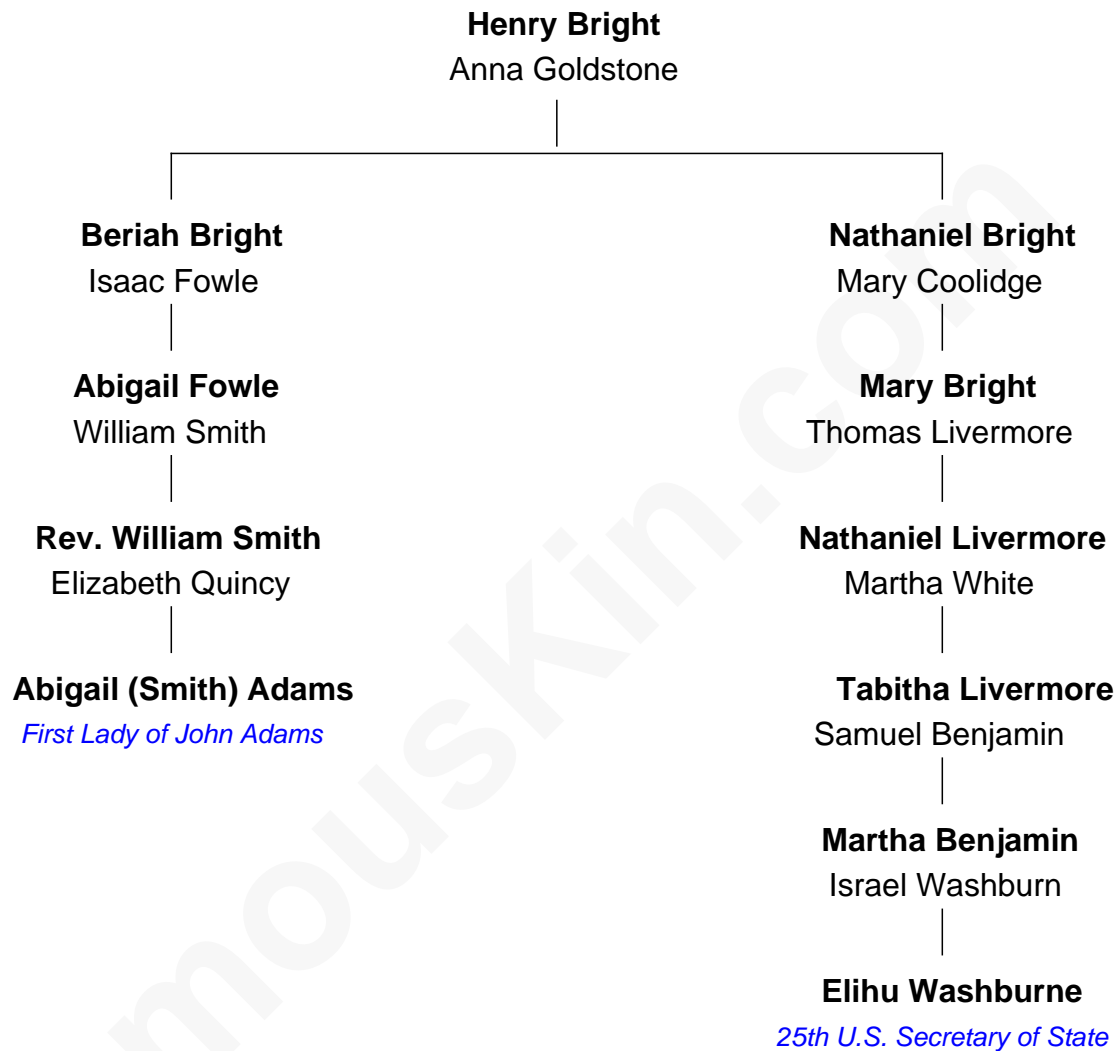 Henry Bright
Anna Goldstone
Beriah Bright
Isaac Fowle
Nathaniel Bright
Mary Coolidge
Abigail Fowle
William Smith
Mary Bright
Thomas Livermore
Rev. William Smith
Elizabeth Quincy
Nathaniel Livermore
Martha White
Abigail (Smith) Adams
First Lady of John Adams
Tabitha Livermore
Samuel Benjamin
Martha Benjamin
Israel Washburn
Elihu Washburne
25th U.S. Secretary of State
mousKin.com